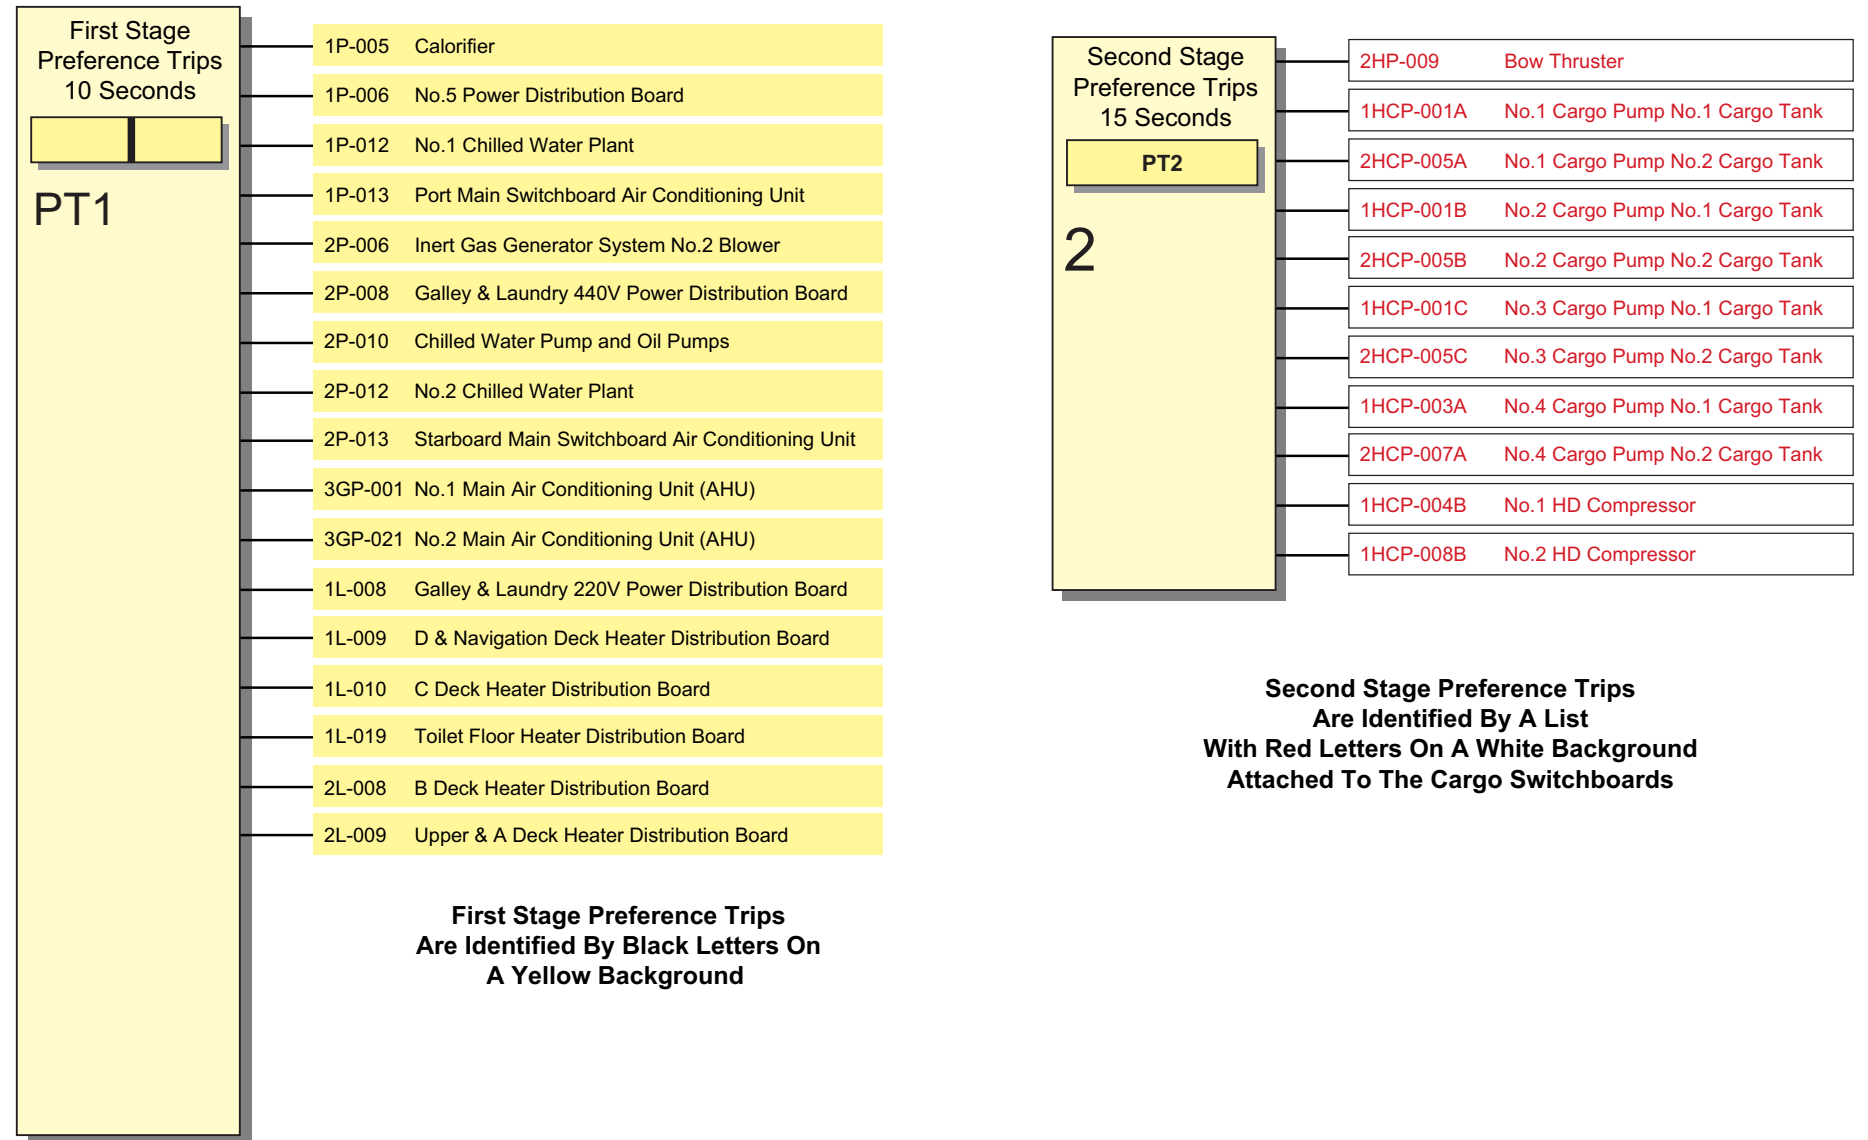 First Stage
Preference Trips
10 Seconds
PT1
1P-005 Calorifier
1P-006 No.5 Power Distribution Board
1P-012 No.1 Chilled Water Plant
1P-013 Port Main Switchboard Air Conditioning Unit
2P-006 Inert Gas Generator System No.2 Blower
2P-008 Galley & Laundry 440V Power Distribution Board
2P-010 Chilled Water Pump and Oil Pumps
2P-012 No.2 Chilled Water Plant
2P-013 Starboard Main Switchboard Air Conditioning Unit
3GP-001 No.1 Main Air Conditioning Unit (AHU)
3GP-021 No.2 Main Air Conditioning Unit (AHU)
1L-008 Galley & Laundry 220V Power Distribution Board
1L-009 D & Navigation Deck Heater Distribution Board
1L-010 C Deck Heater Distribution Board
1L-019 Toilet Floor Heater Distribution Board
2L-008 B Deck Heater Distribution Board
2L-009 Upper & A Deck Heater Distribution Board
First Stage Preference Trips
Are Identified By Black Letters On
A Yellow Background
Second Stage
Preference Trips
15 Seconds
PT2
2
2HP-009 Bow Thruster
1HCP-001A No.1 Cargo Pump No.1 Cargo Tank
2HCP-005A No.1 Cargo Pump No.2 Cargo Tank
1HCP-001B No.2 Cargo Pump No.1 Cargo Tank
2HCP-005B No.2 Cargo Pump No.2 Cargo Tank
1HCP-001C No.3 Cargo Pump No.1 Cargo Tank
2HCP-005C No.3 Cargo Pump No.2 Cargo Tank
1HCP-003A No.4 Cargo Pump No.1 Cargo Tank
2HCP-007A No.4 Cargo Pump No.2 Cargo Tank
1HCP-004B No.1 HD Compressor
1HCP-008B No.2 HD Compressor
Second Stage Preference Trips
Are Identified By A List
With Red Letters On A White Background
Attached To The Cargo Switchboards